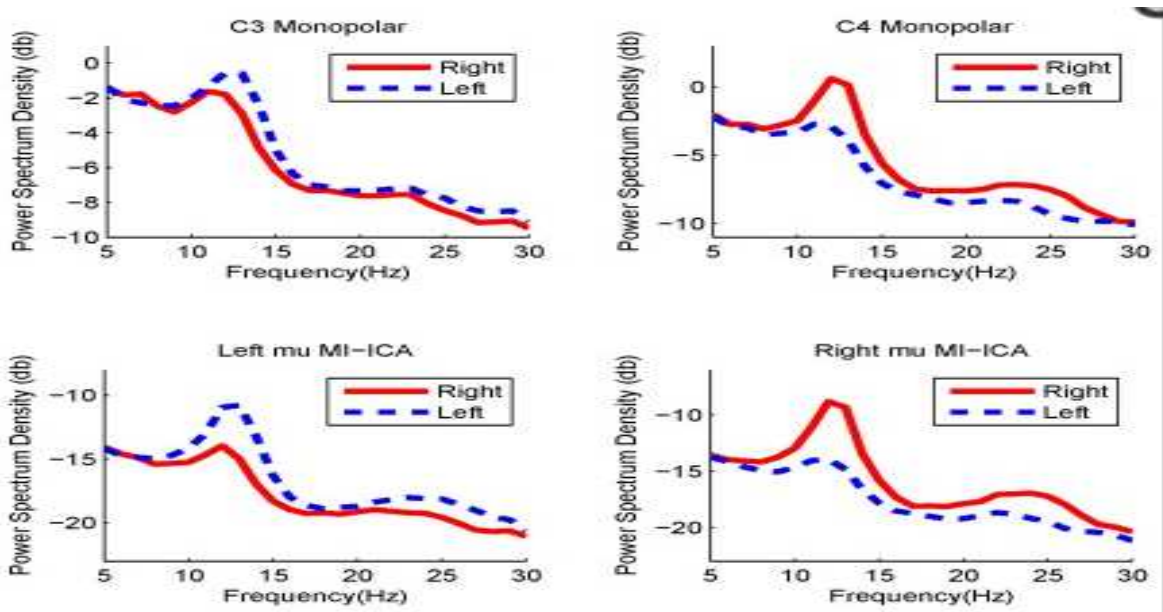 C3 Monopolar
Power Spectrum Density (db)
0
−2
−4
−6
−8
−10
Right
Left
5 10 15 20 25 30
Frequency(Hz)
C4 Monopolar
Power Spectrum Density (db)
0
−5
−10
Right
Left
5 10 15 20 25 30
Frequency(Hz)
Left mu MI−ICA
Power Spectrum Density (db)
−10
−15
−20
Right
Left
5 10 15 20 25 30
Frequency(Hz)
Right mu MI−ICA
Power Spectrum Density (db)
−10
−15
−20
Right
Left
5 10 15 20 25 30
Frequency(Hz)